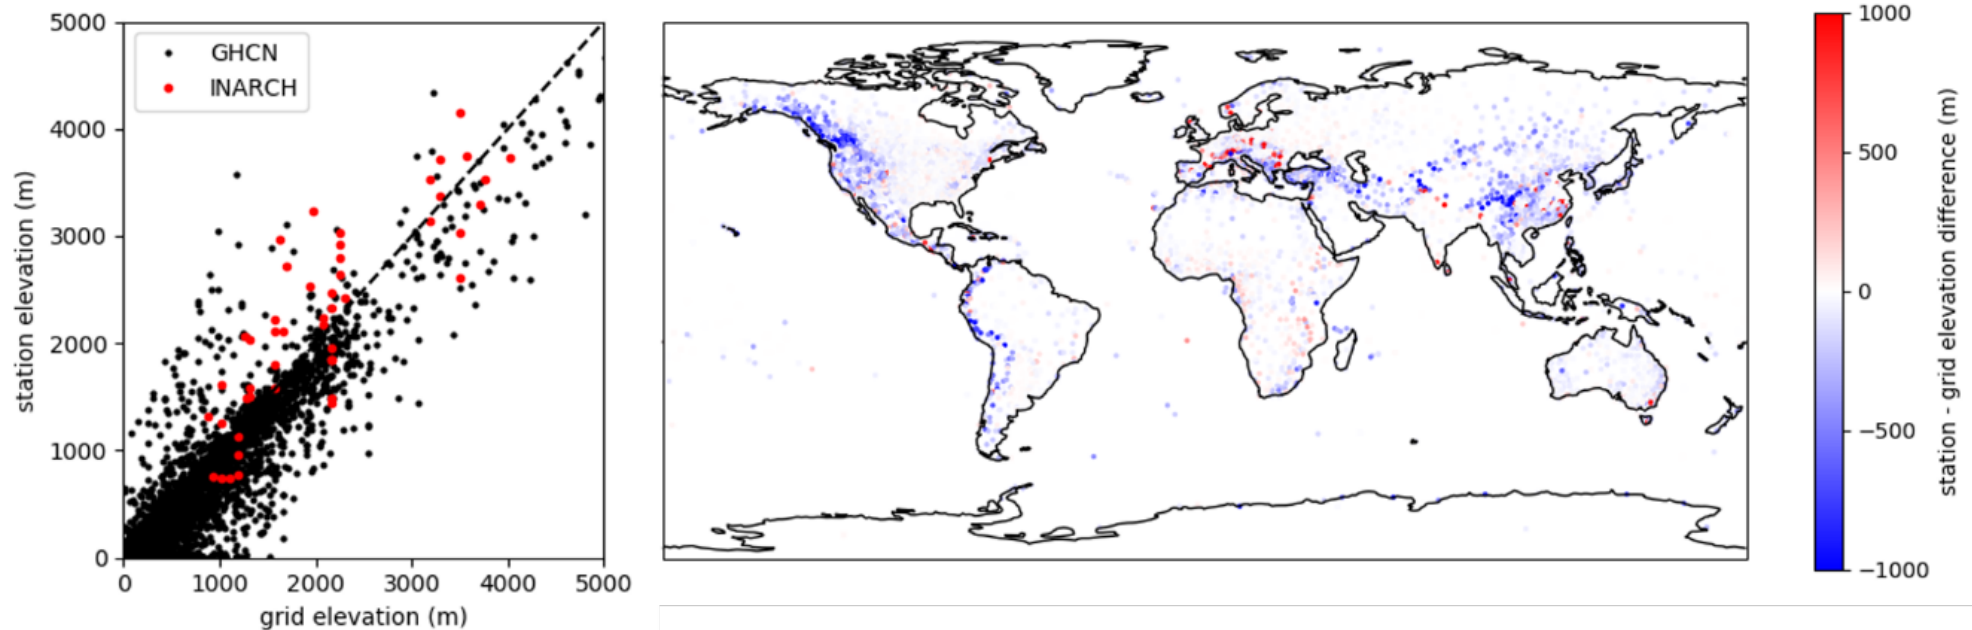 5000
4000
3000
2000
1000
0
station elevation (m)
GHCN
INARCH
0 1000 2000 3000 4000 5000
grid elevation (m)
1000
500
0
−500
−1000
station - grid elevation difference (m)